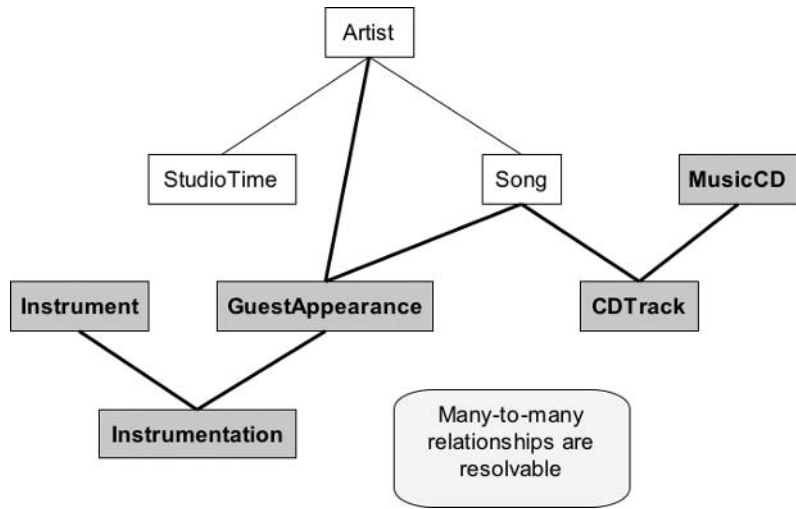 Artist
StudioTime
Song
MusicCD
Instrument
GuestAppearance
CDTrack
Instrumentation
Many-to-many
relationships are
resolvable